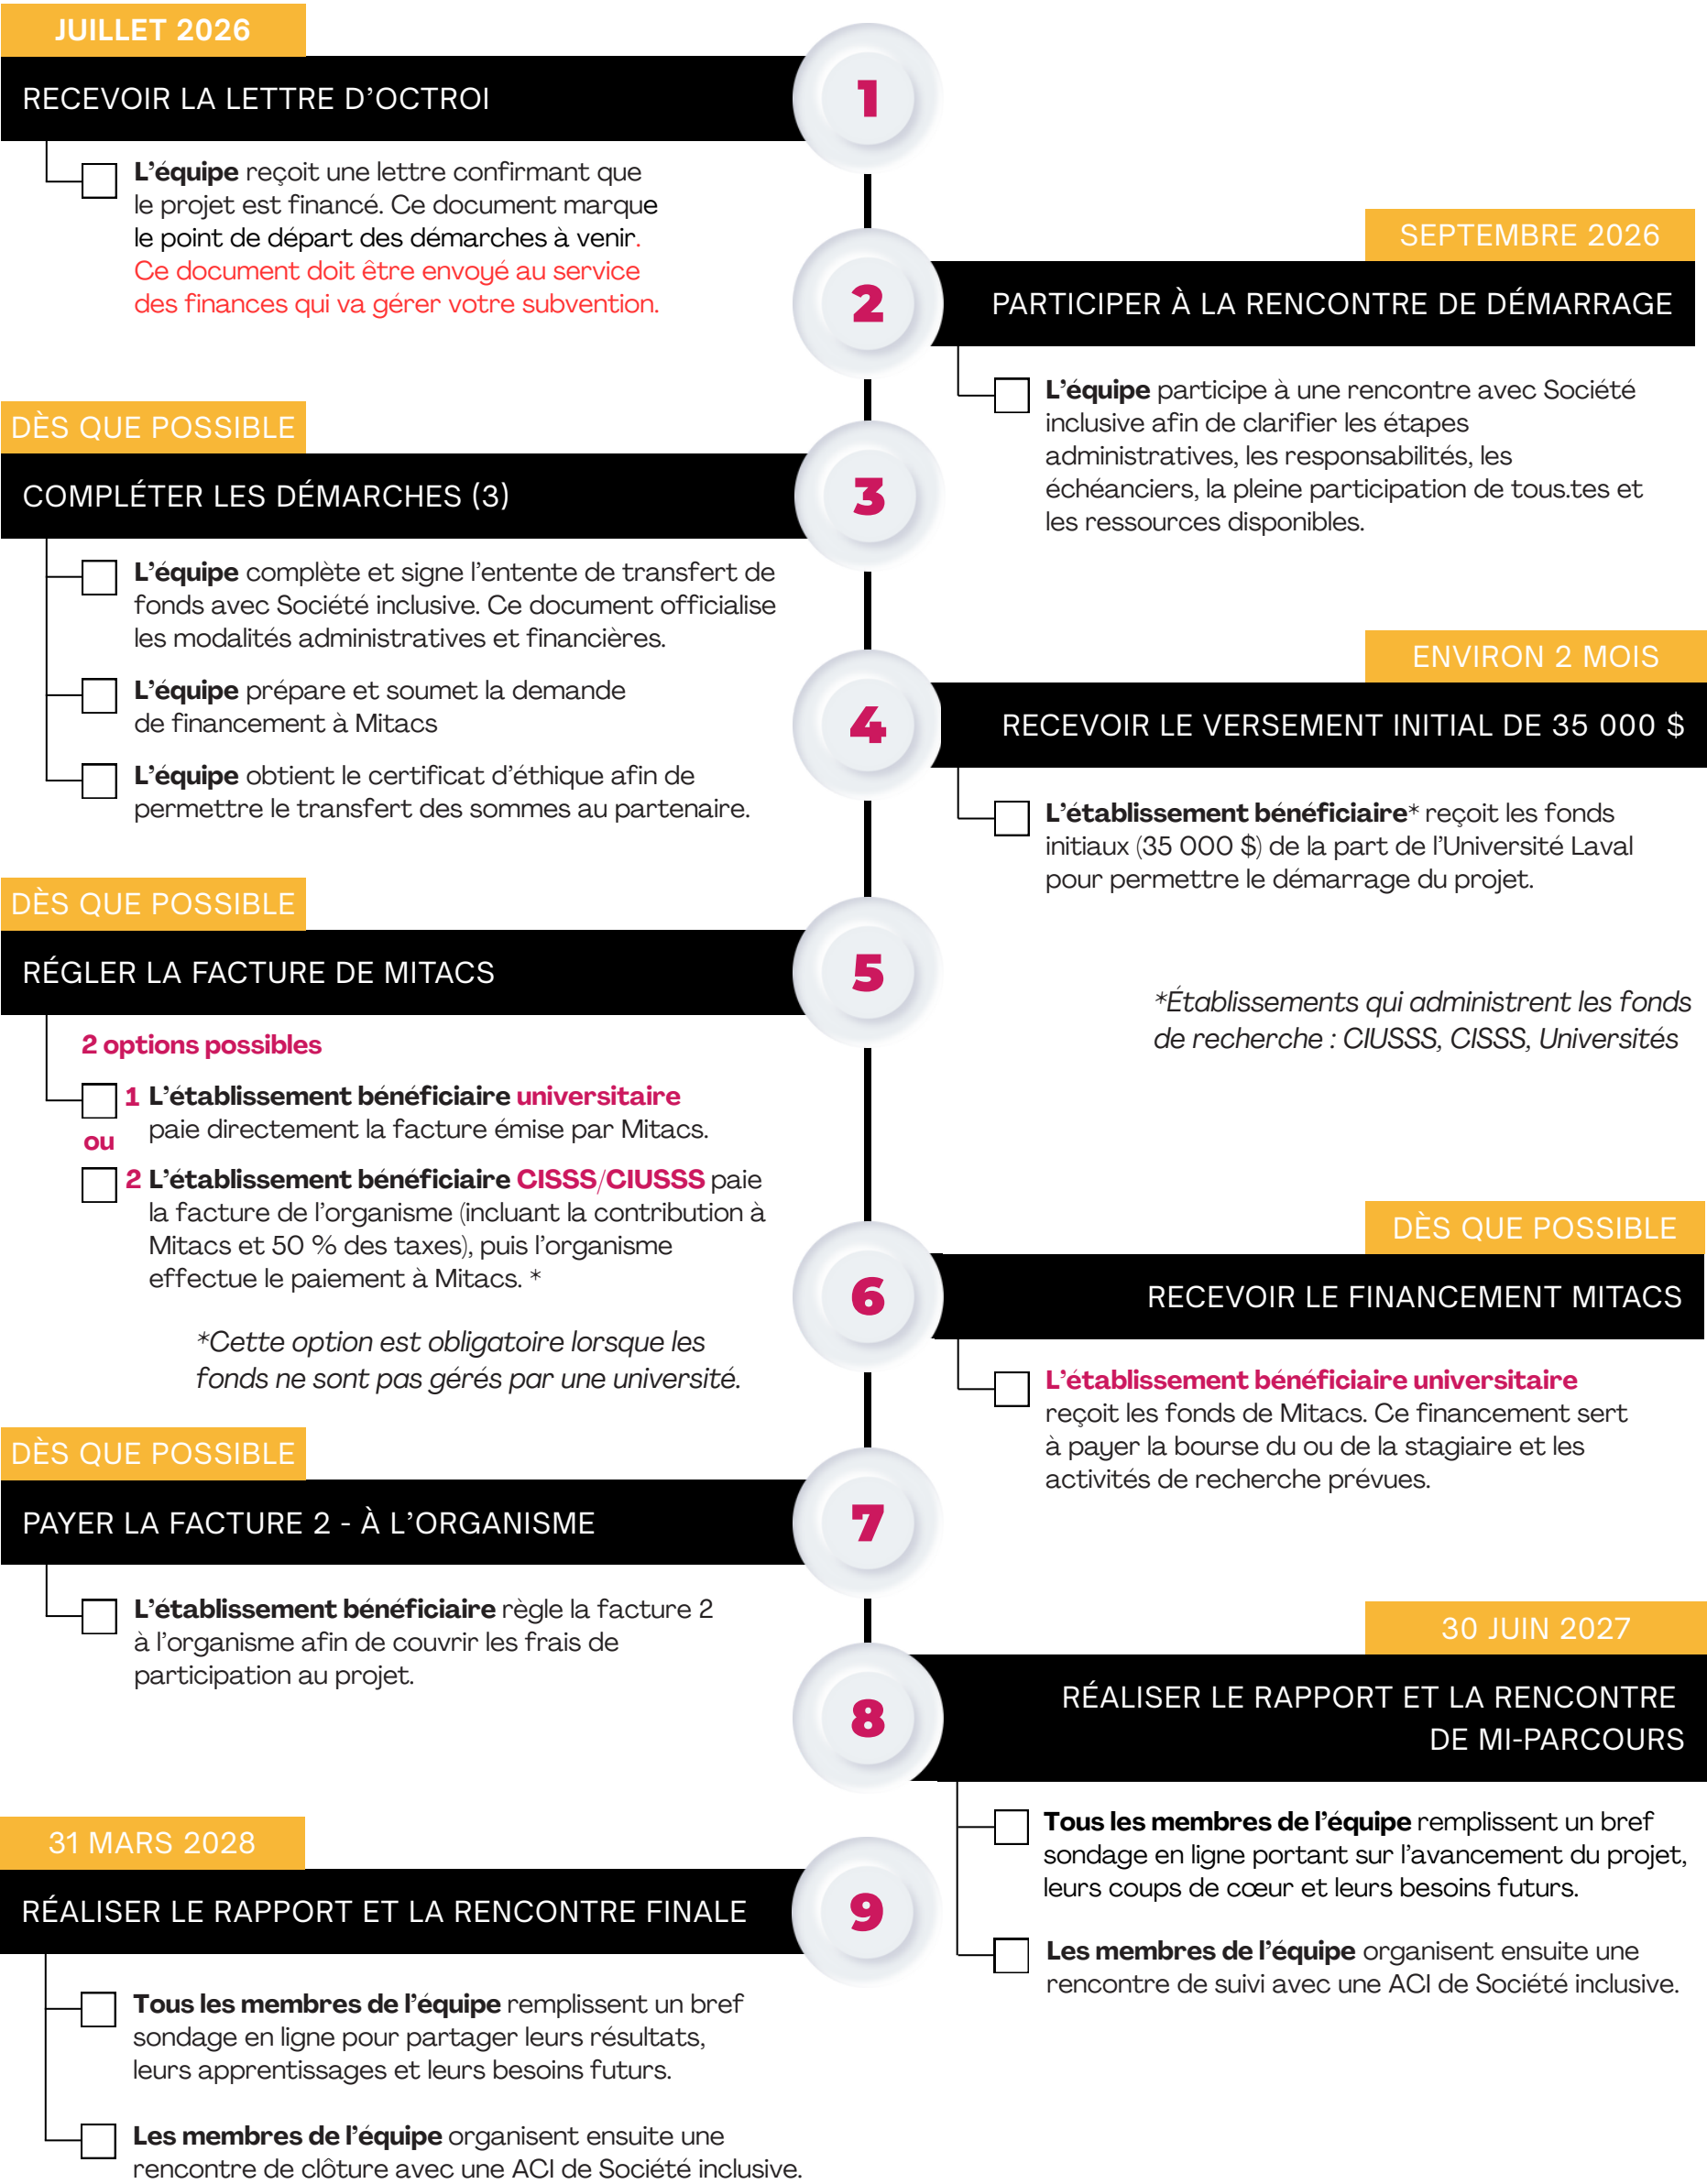 JUILLET 2026
RECEVOIR LA LETTRE D’OCTROI
1
L’équipe reçoit une lettre confirmant que
le projet est financé. Ce document marque
le point de départ des démarches à venir.
Ce document doit être envoyé au service
des finances qui va gérer votre subvention.
SEPTEMBRE 2026
2
PARTICIPER À LA RENCONTRE DE DÉMARRAGE
L’équipe participe à une rencontre avec Société
inclusive afin de clarifier les étapes
administratives, les responsabilités, les
échéanciers, la pleine participation de tous.tes et
les ressources disponibles.
DÈS QUE POSSIBLE
COMPLÉTER LES DÉMARCHES (3)
3
L’équipe complète et signe l’entente de transfert de
fonds avec Société inclusive. Ce document officialise
les modalités administratives et financières.
L’équipe prépare et soumet la demande
de financement à Mitacs
L’équipe obtient le certificat d’éthique afin de
permettre le transfert des sommes au partenaire.
ENVIRON 2 MOIS
4
RECEVOIR LE VERSEMENT INITIAL DE 35 000 $
L’établissement bénéficiaire* reçoit les fonds
initiaux (35 000 $) de la part de l’Université Laval
pour permettre le démarrage du projet.
*Établissements qui administrent les fonds
de recherche : CIUSSS, CISSS, Universités
DÈS QUE POSSIBLE
RÉGLER LA FACTURE DE MITACS
5
2 options possibles
1 L’établissement bénéficiaire universitaire
paie directement la facture émise par Mitacs.
ou
2 L’établissement bénéficiaire CISSS/CIUSSS paie
la facture de l’organisme (incluant la contribution à
Mitacs et 50 % des taxes), puis l’organisme
effectue le paiement à Mitacs. *
*Cette option est obligatoire lorsque les
fonds ne sont pas gérés par une université.
DÈS QUE POSSIBLE
6
RECEVOIR LE FINANCEMENT MITACS
L’établissement bénéficiaire universitaire
reçoit les fonds de Mitacs. Ce financement sert
à payer la bourse du ou de la stagiaire et les
activités de recherche prévues.
DÈS QUE POSSIBLE
PAYER LA FACTURE 2 - À L’ORGANISME
7
L’établissement bénéficiaire règle la facture 2
à l’organisme afin de couvrir les frais de
participation au projet.
30 JUIN 2027
8
RÉALISER LE RAPPORT ET LA RENCONTRE
DE MI-PARCOURS
Tous les membres de l’équipe remplissent un bref
sondage en ligne portant sur l’avancement du projet,
leurs coups de cœur et leurs besoins futurs.
Les membres de l’équipe organisent ensuite une
rencontre de suivi avec une ACI de Société inclusive.
31 MARS 2028
RÉALISER LE RAPPORT ET LA RENCONTRE FINALE
9
Tous les membres de l’équipe remplissent un bref
sondage en ligne pour partager leurs résultats,
leurs apprentissages et leurs besoins futurs.
Les membres de l’équipe organisent ensuite une
rencontre de clôture avec une ACI de Société inclusive.